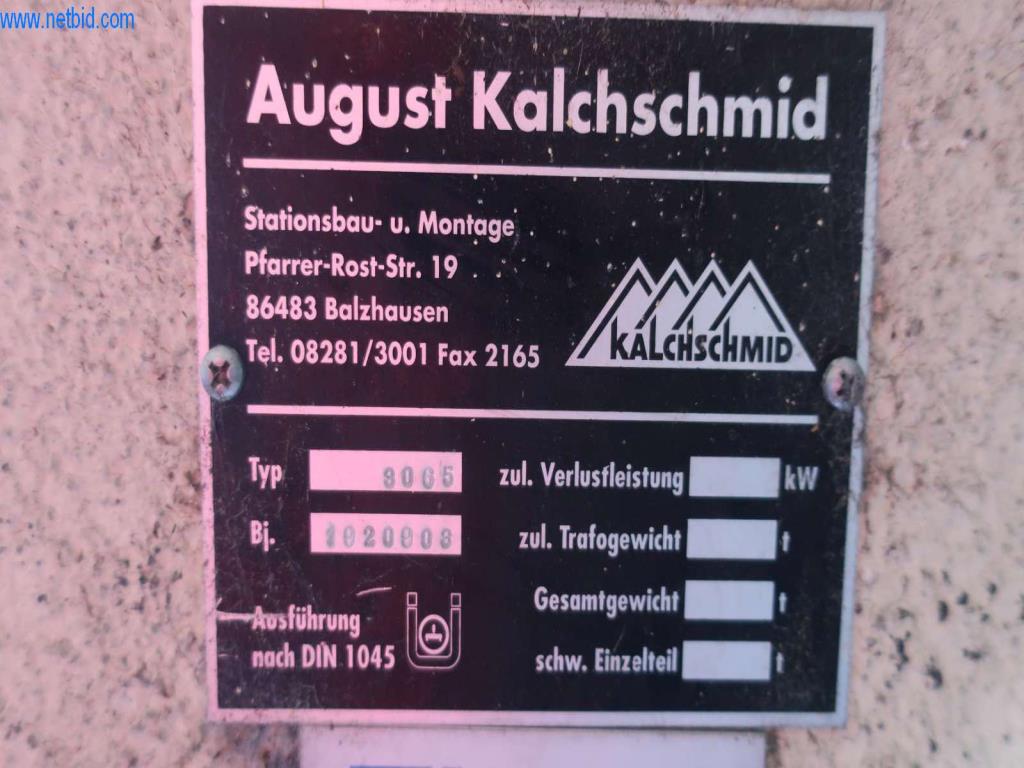 www.netbid.com
August Kalchschmid
Stationsbau- u. Montage
Pfarrer-Rost-Str. 19
86483 Balzhausen
Tel. 08281/3001 Fax 2165
KALCHSCHMID
Typ 3065
Bj.
zul. Verlustleistung kW
zul. Trafogewicht t
Gesamtgewicht t
schw. Einzelteil t
Ausführung
nach DIN 1045